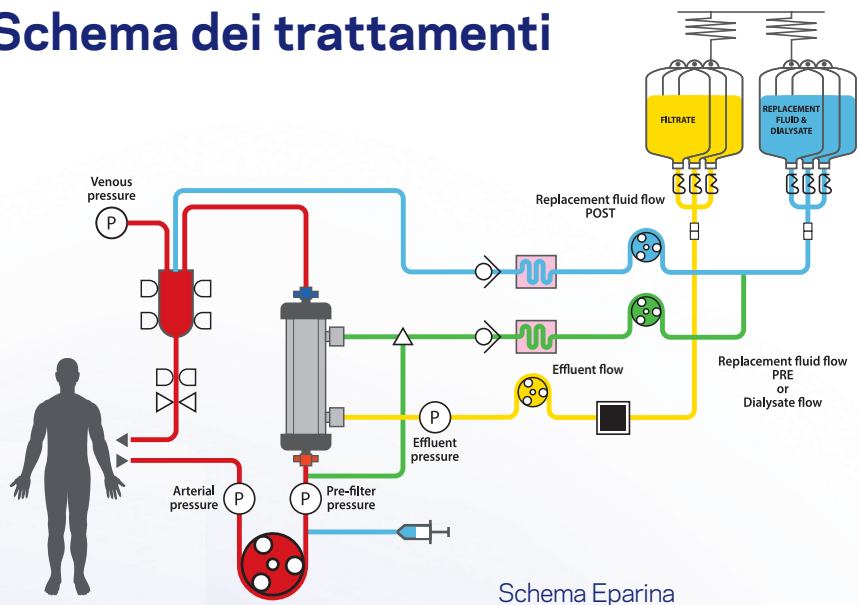 Schema dei trattamenti
FILTRATE
REPLACEMENT
FLUID &
DIALYSATE
Venous
pressure
P
Replacement fluid flow
POST
Effluent flow
Replacement fluid flow
PRE
or
Dialysate flow
P
Effluent
pressure
Arterial
pressure
P
P
Pre-filter
pressure
Schema Eparina